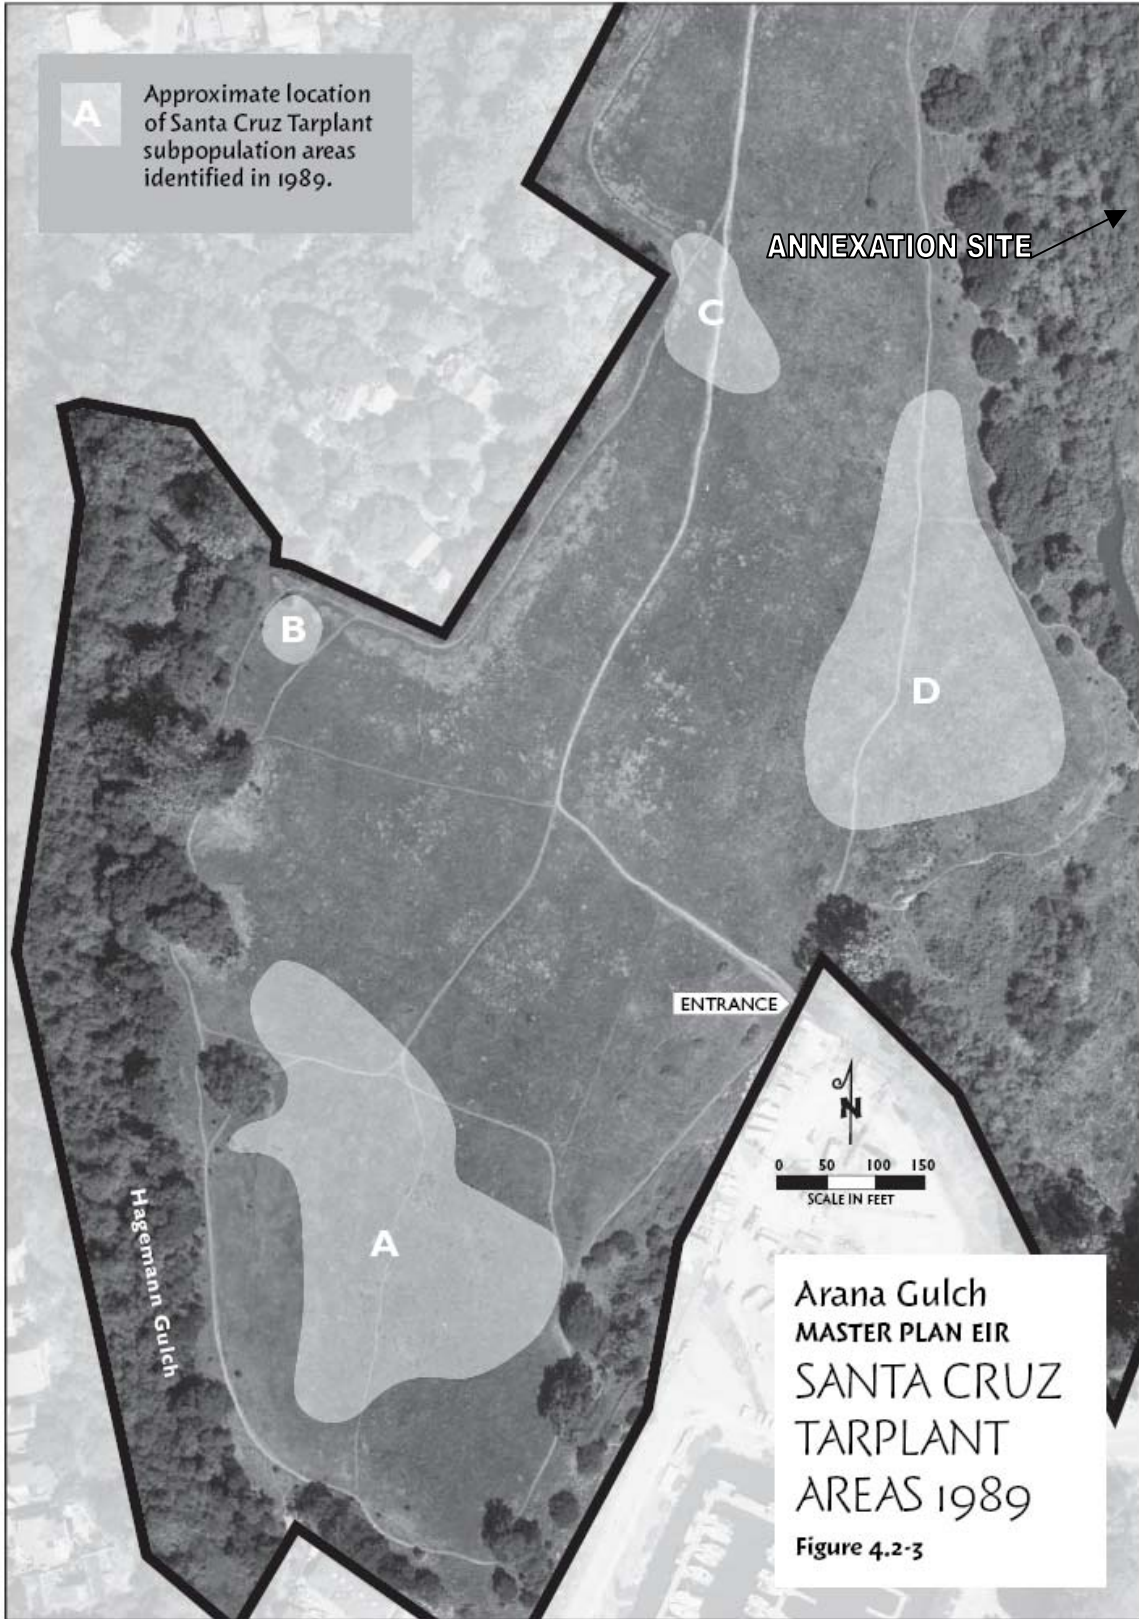 A
Approximate location
of Santa Cruz Tarplant
subpopulation areas
identified in 1989.
ANNEXATION SITE
C
B
D
ENTRANCE
N
0 50 100 150
SCALE IN FEET
Hagemann Gulch
A
Arana Gulch
MASTER PLAN EIR
SANTA CRUZ
TARPLANT
AREAS 1989
Figure 4.2-3